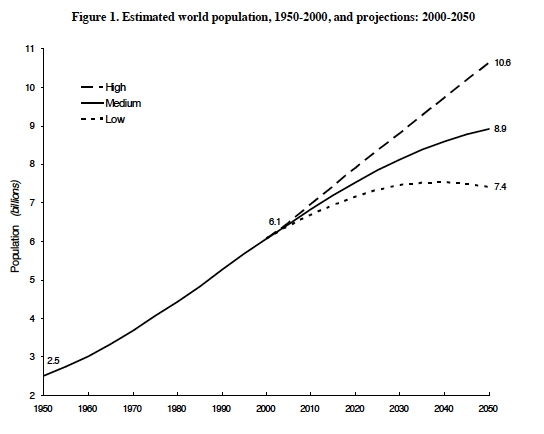 Figure 1. Estimated world population, 1950-2000, and projections: 2000-2050
11
10
9
8
7
6
5
4
3
2
Population (billions)
High
Medium
Low
10.6
8.9
7.4
6.1
2.5
1950 1960 1970 1980 1990 2000 2010 2020 2030 2040 2050